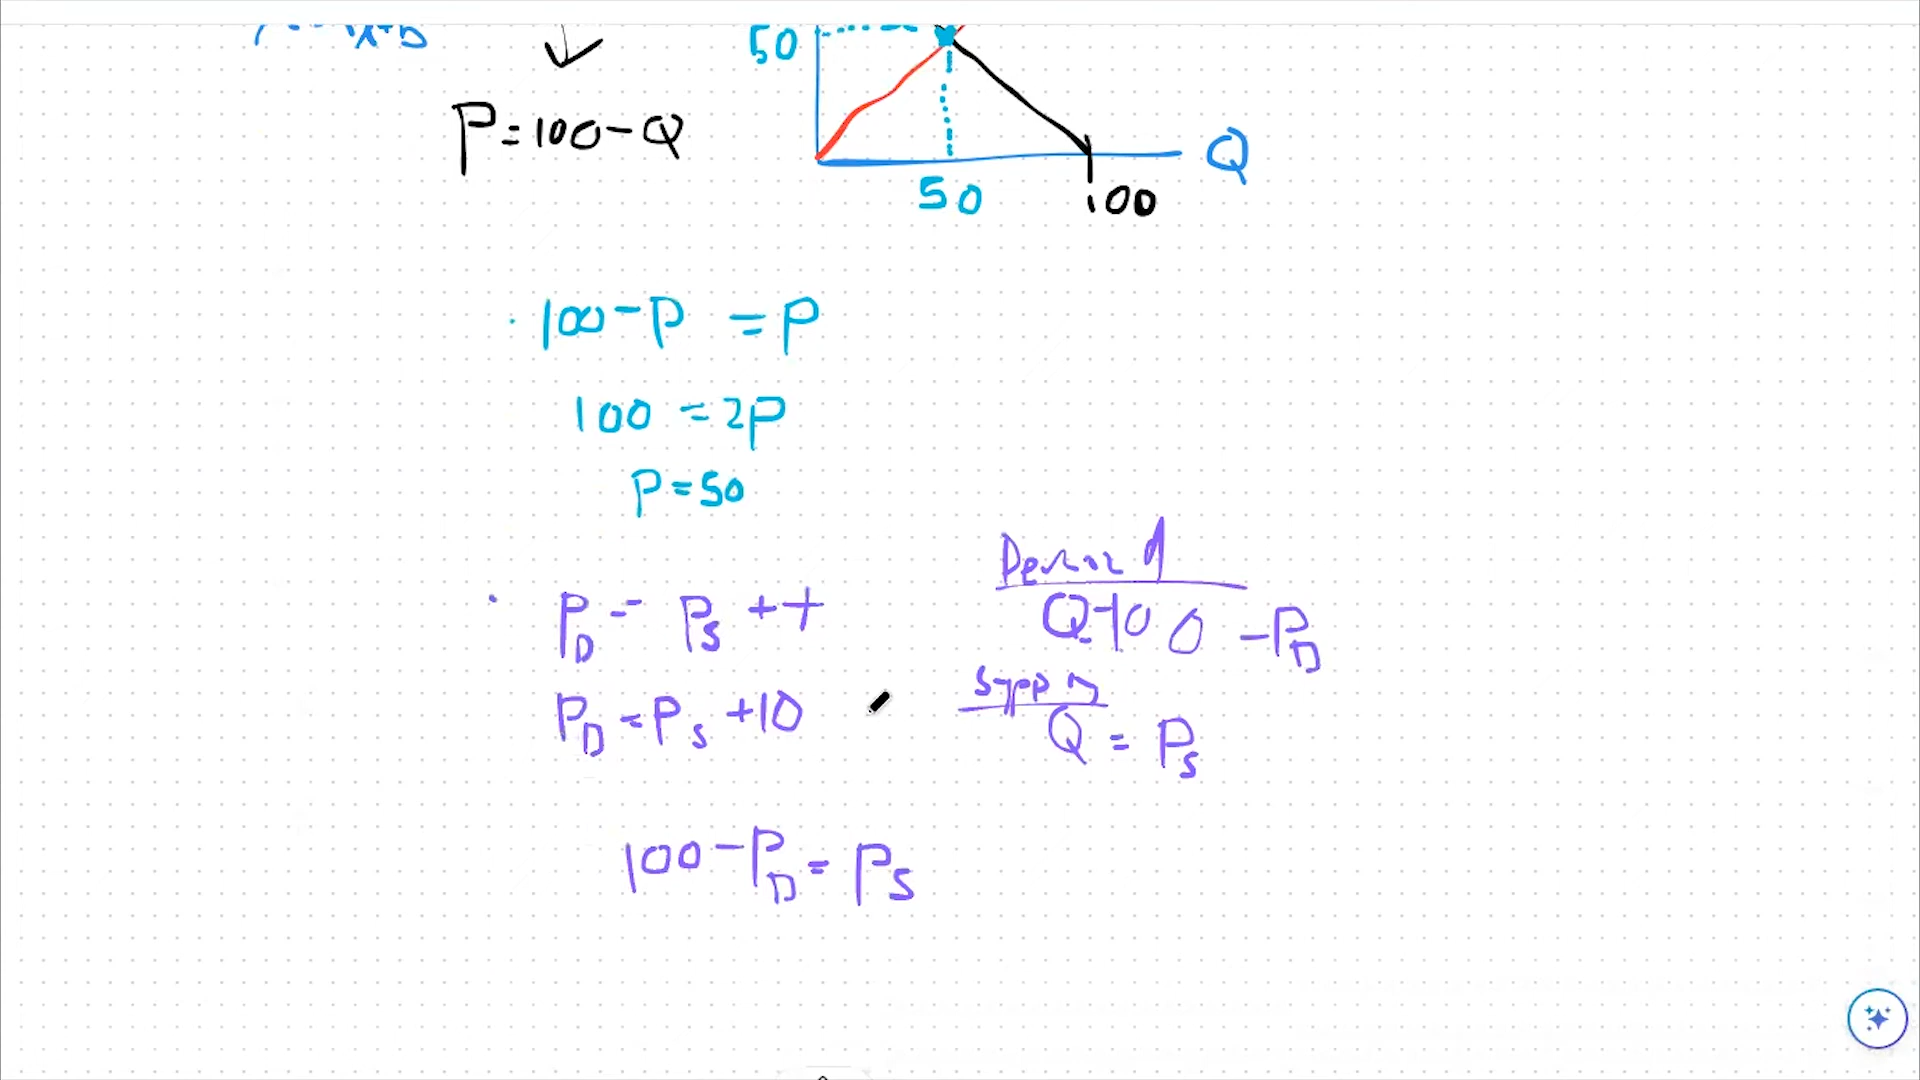 50
P=100-Q
Q
50
100
100-P = P
100 = 2P
P=50
Demand
P_D = P_S + t
Q=100 - P_D
Supply
P_D = P_S + 10
Q = P_S
100 - P_D = P_S